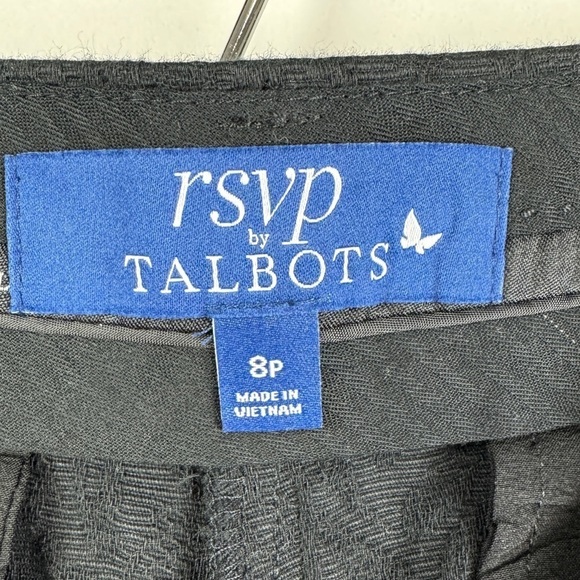 rsvp
by
TALBOTS
8P
MADE IN
VIETNAM